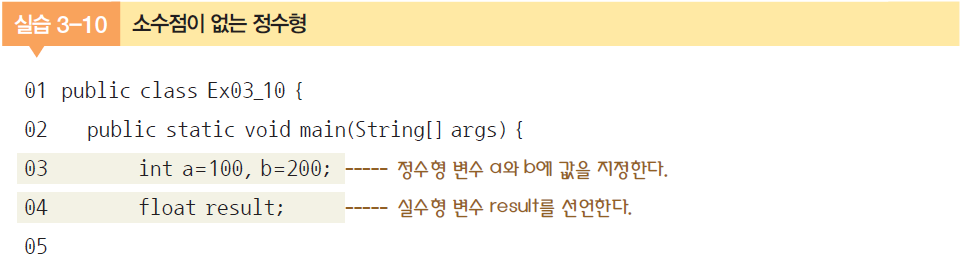 실습 3-10 소수점이 없는 정수형
01 public class Ex03_10 {
02 public static void main(String[] args) {
03 int a=100, b=200; ----- 정수형 변수 a와 b에 값을 지정한다.
04 float result; ----- 실수형 변수 result를 선언한다.
05